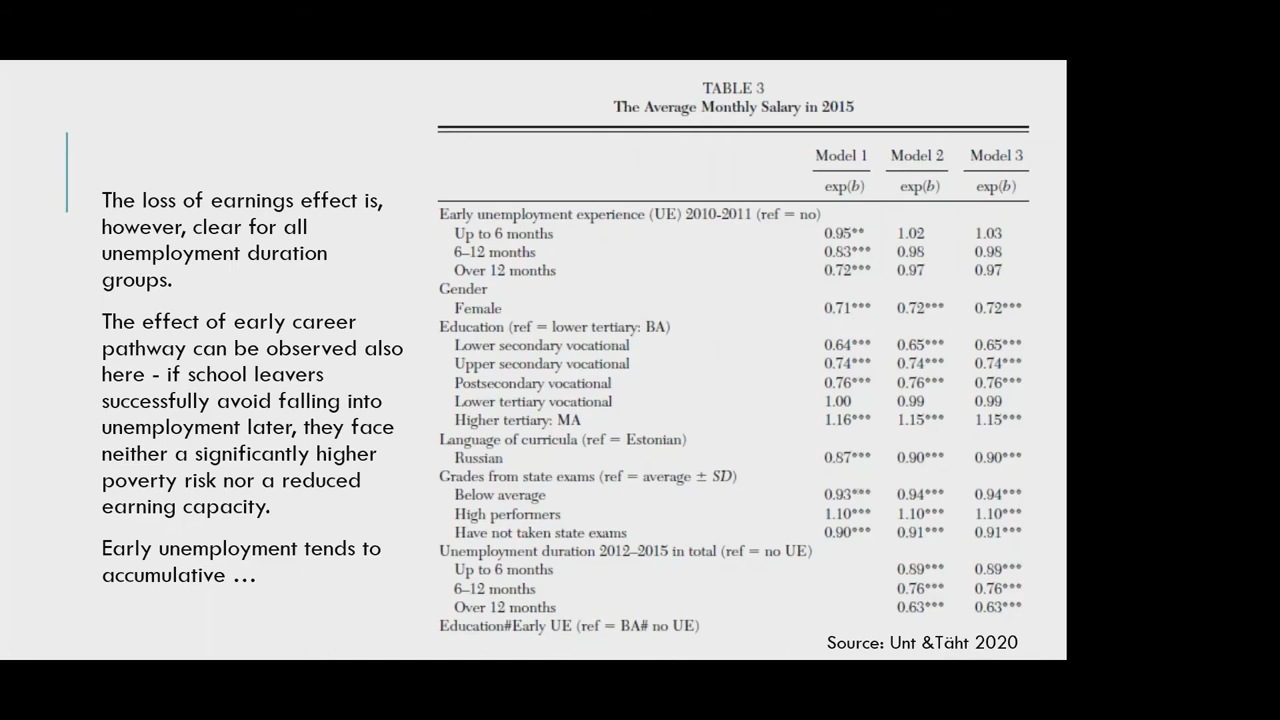 The loss of earnings effect is,
however, clear for all
unemployment duration
groups.
The effect of early career
pathway can be observed also
here - if school leavers
successfully avoid falling into
unemployment later, they face
neither a significantly higher
poverty risk nor a reduced
earning capacity.
Early unemployment tends to
accumulative ...
TABLE 3
The Average Monthly Salary in 2015
Model 1 Model 2 Model 3
exp(b) exp(b) exp(b)
Early unemployment experience (UE) 2010-2011 (ref = no)
Up to 6 months 0.95** 1.02 1.03
6–12 months 0.83*** 0.98 0.98
Over 12 months 0.72*** 0.97 0.97
Gender
Female 0.71*** 0.72*** 0.72***
Education (ref = lower tertiary: BA)
Lower secondary vocational 0.64*** 0.65*** 0.65***
Upper secondary vocational 0.74*** 0.74*** 0.74***
Postsecondary vocational 0.76*** 0.76*** 0.76***
Lower tertiary vocational 1.00 0.99 0.99
Higher tertiary: MA 1.16*** 1.15*** 1.15***
Language of curricula (ref = Estonian)
Russian 0.87*** 0.90*** 0.90***
Grades from state exams (ref = average ± SD)
Below average 0.93*** 0.94*** 0.94***
High performers 1.10*** 1.10*** 1.10***
Have not taken state exams 0.90*** 0.91*** 0.91***
Unemployment duration 2012–2015 in total (ref = no UE)
Up to 6 months 0.89*** 0.89***
6–12 months 0.76*** 0.76***
Over 12 months 0.63*** 0.63***
Education#Early UE (ref = BA# no UE)
Source: Unt &Täht 2020